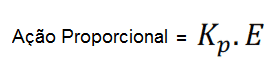 Ação Proporcional = Kₚ.E